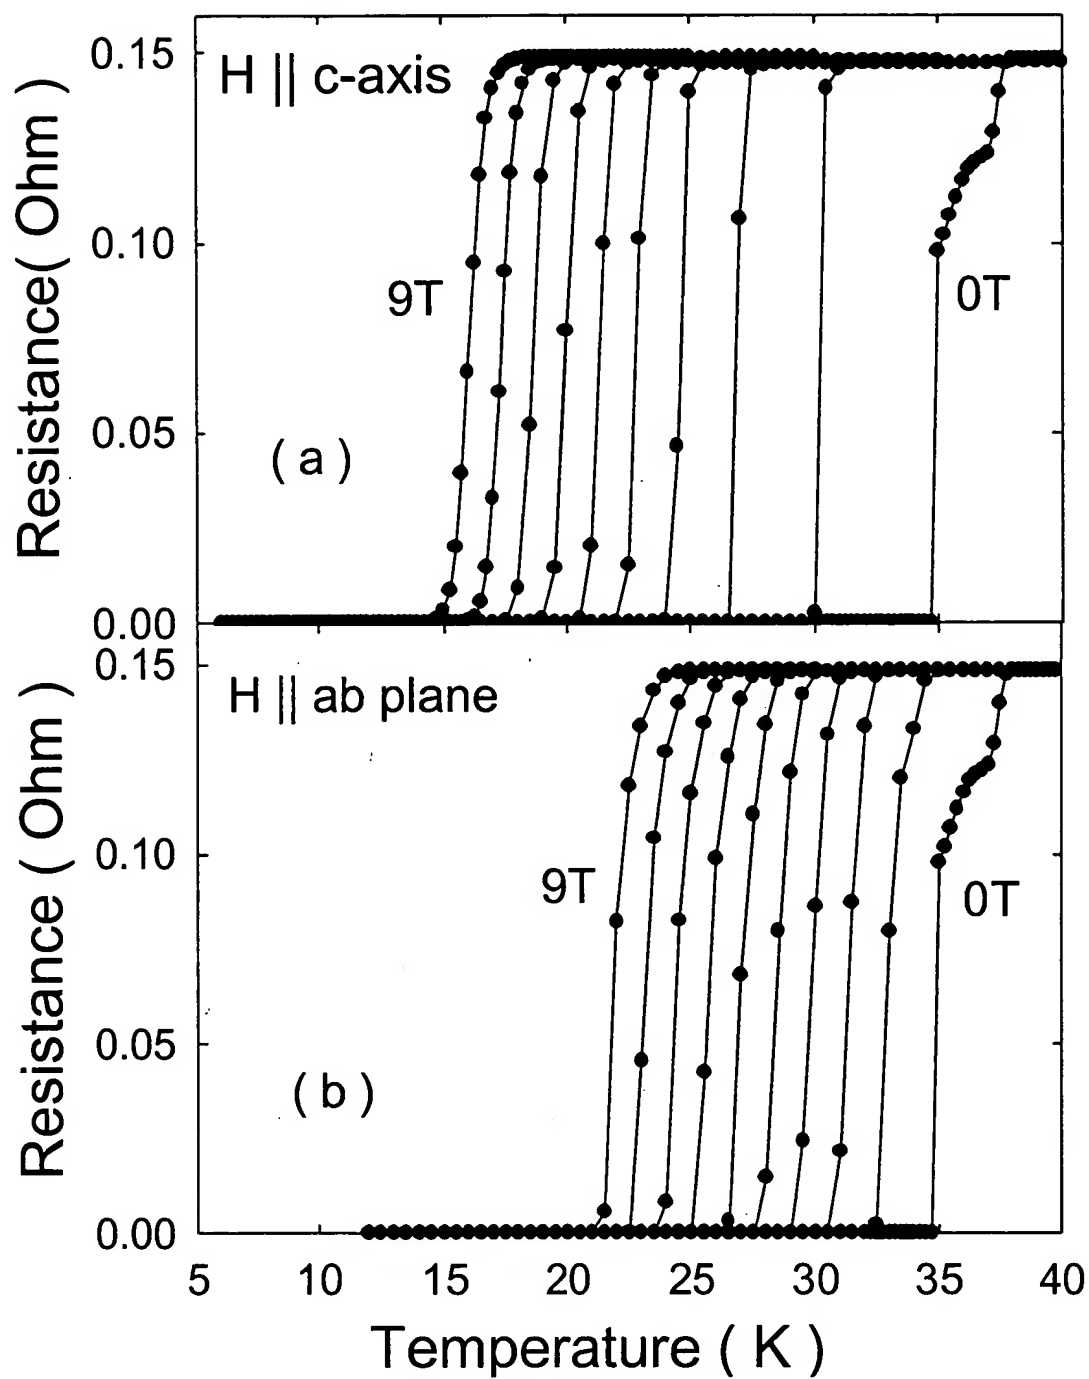 0.15
H || c-axis
0.10
9T
0T
0.05
( a )
0.00
Resistance( Ohm )
0.15
H || ab plane
0.10
9T
0T
0.05
( b )
0.00
Resistance ( Ohm )
5 10 15 20 25 30 35 40
Temperature ( K )